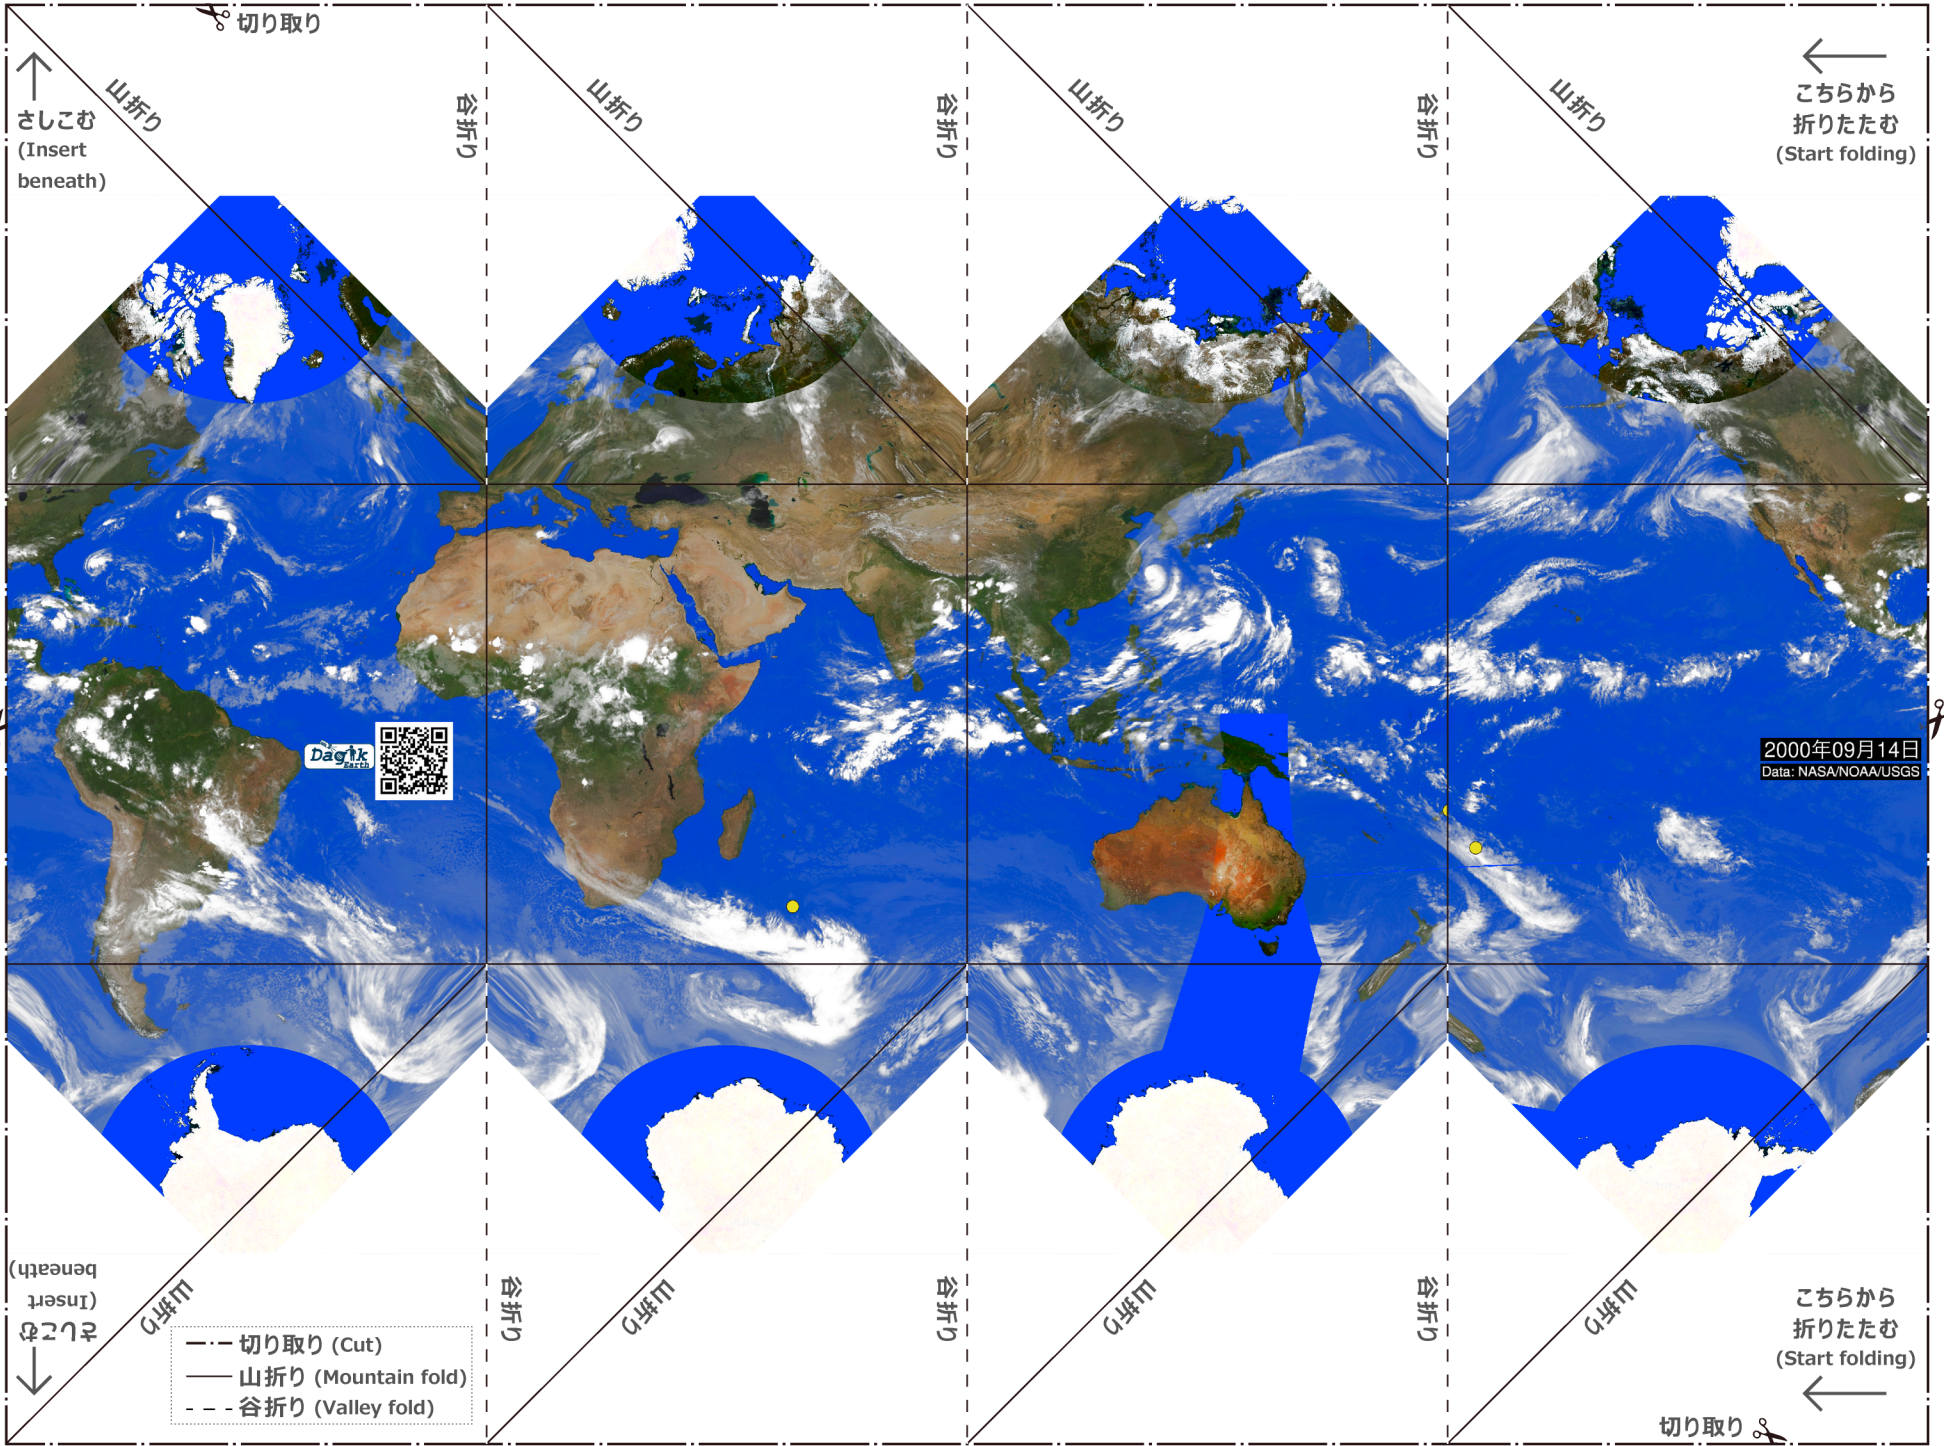 切り取り
さしこむ
(Insert
beneath)
山折り
谷折り
山折り
谷折り
山折り
谷折り
山折り
こちらから
折りたたむ
(Start folding)
Dagik
Earth
2000年09月14日
Data: NASA/NOAA/USGS
さしこむ
(Insert
beneath)
山折り
谷折り
山折り
谷折り
山折り
谷折り
山折り
こちらから
折りたたむ
(Start folding)
切り取り (Cut)
山折り (Mountain fold)
谷折り (Valley fold)
切り取り